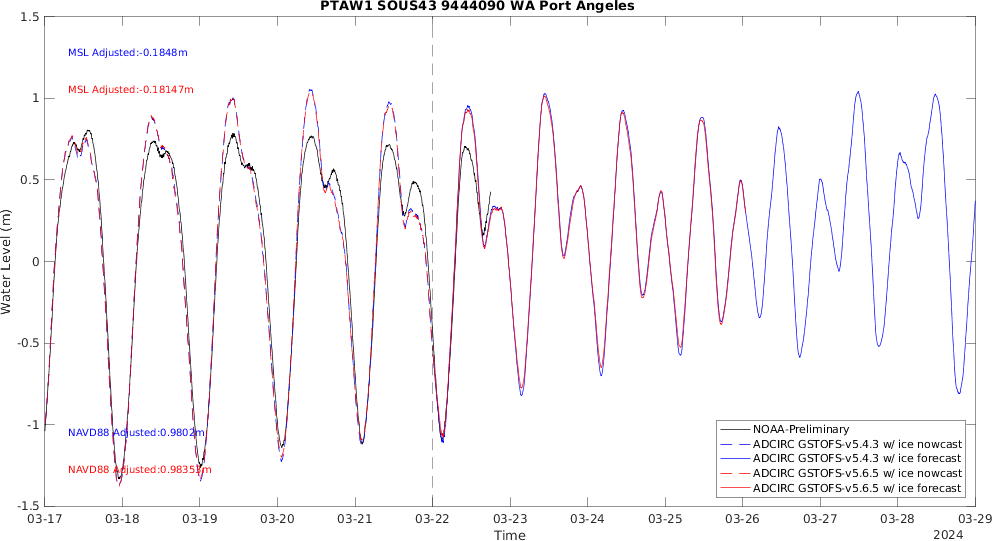 PTAW1 SOUS43 9444090 WA Port Angeles
1.5
MSL Adjusted:-0.1848m
MSL Adjusted:-0.18147m
1
0.5
0
-0.5
-1
-1.5
Water Level (m)
NAVD88 Adjusted:0.9802m
NAVD88 Adjusted:0.98353m
NOAA-Preliminary
ADCIRC GSTOFS-v5.4.3 w/ ice nowcast
ADCIRC GSTOFS-v5.4.3 w/ ice forecast
ADCIRC GSTOFS-v5.6.5 w/ ice nowcast
ADCIRC GSTOFS-v5.6.5 w/ ice forecast
03-17 03-18 03-19 03-20 03-21 03-22 03-23 03-24 03-25 03-26 03-27 03-28 03-29
Time
2024